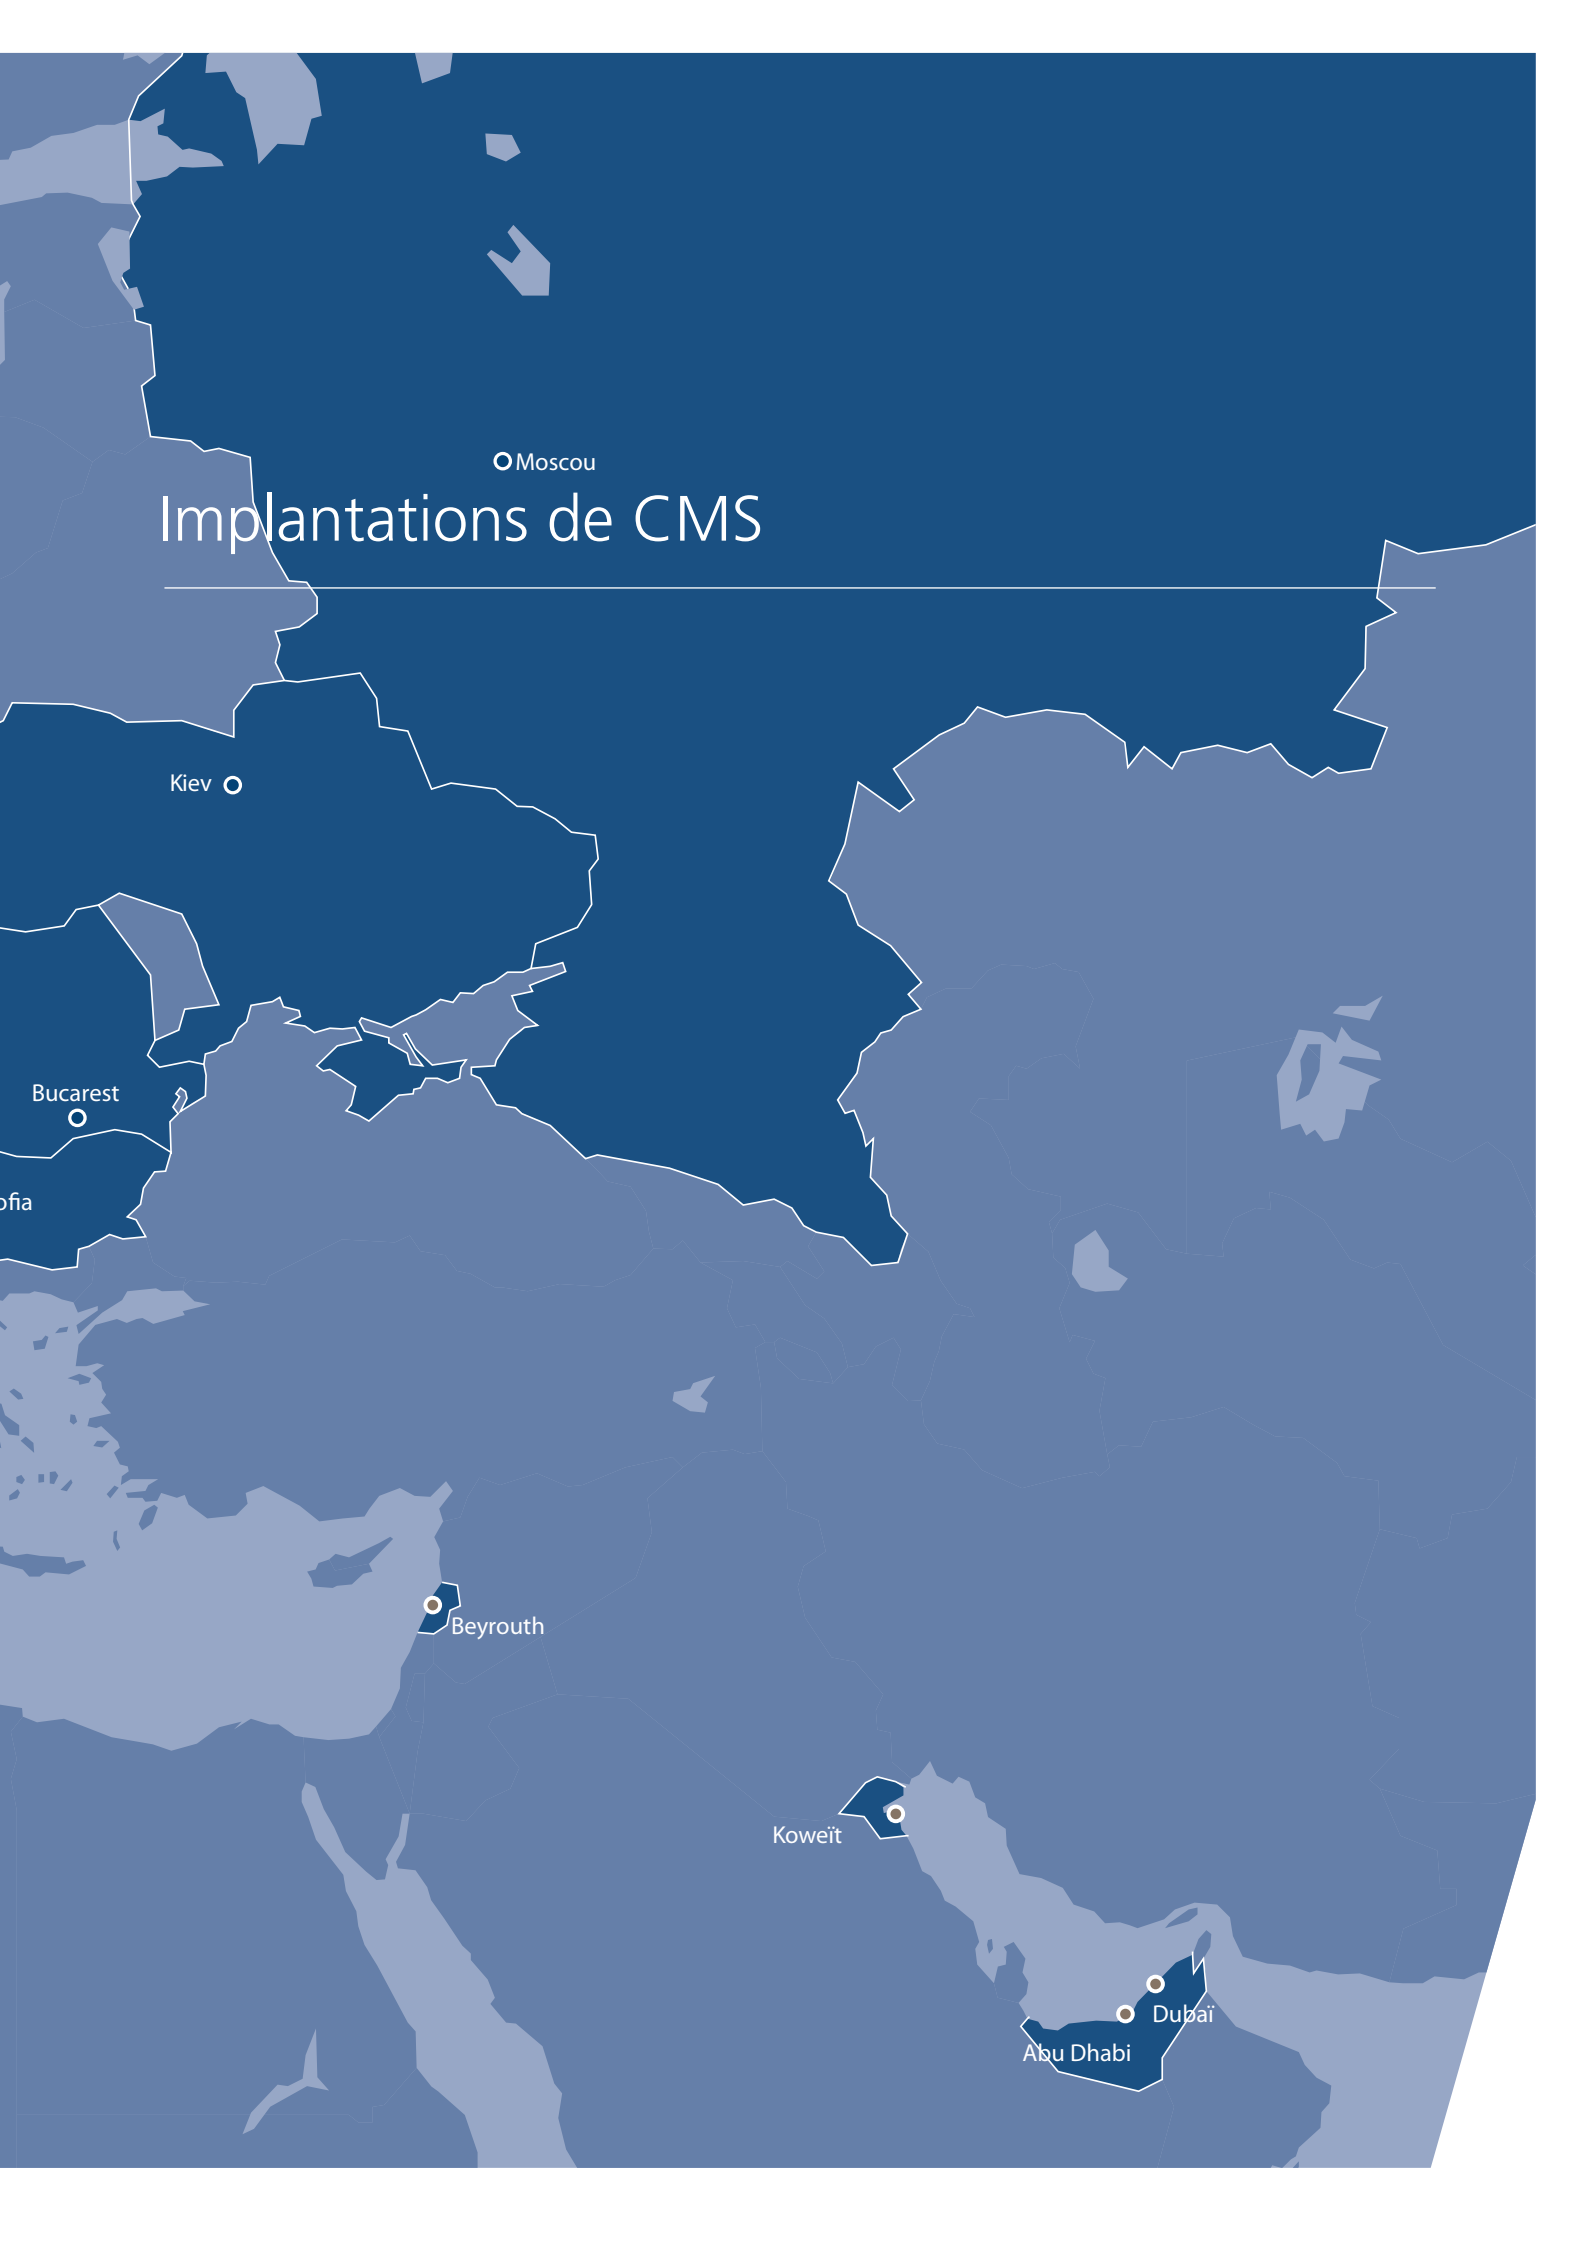 Moscou
Implantations de CMS
Kiev
Bucarest
ofia
Beyrouth
Koweït
Dubaï
Abu Dhabi